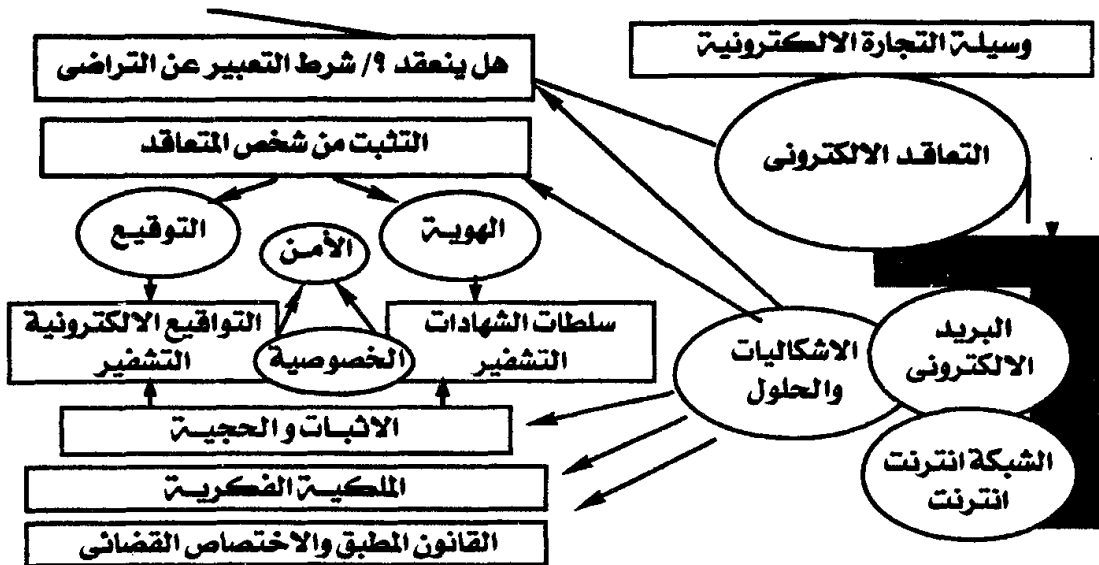 وسيلة التجارة الالكترونية
التعاقد الالكترونى
هل ينعقد ؟/ شرط التعبير عن التراضى
التثبت من شخص المتعاقد
الهوية
التوقيع
الأمن
سلطات الشهادات
التشفير
الخصوصية
التواقيع الالكترونية
التشفير
الاشكاليات
والحلول
البريد
الالكترونى
الشبكة انترنت
انترنت
الاثبات و الحجية
الملكية الفكرية
القانون المطبق والاختصاص القضائى